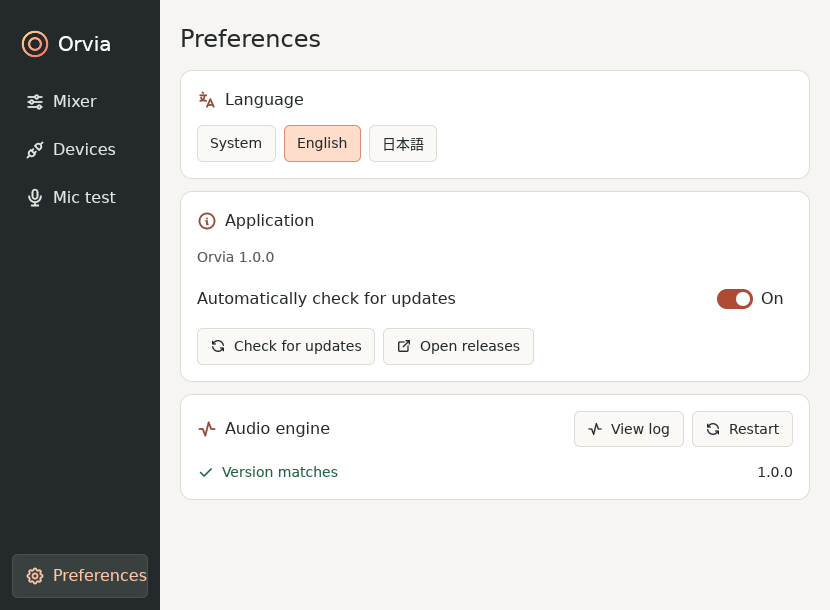 Orvia
Mixer
Devices
Mic test
Preferences
Preferences
Language
System English 日本語
Application
Orvia 1.0.0
Automatically check for updates On
Check for updates Open releases
Audio engine View log Restart
Version matches 1.0.0